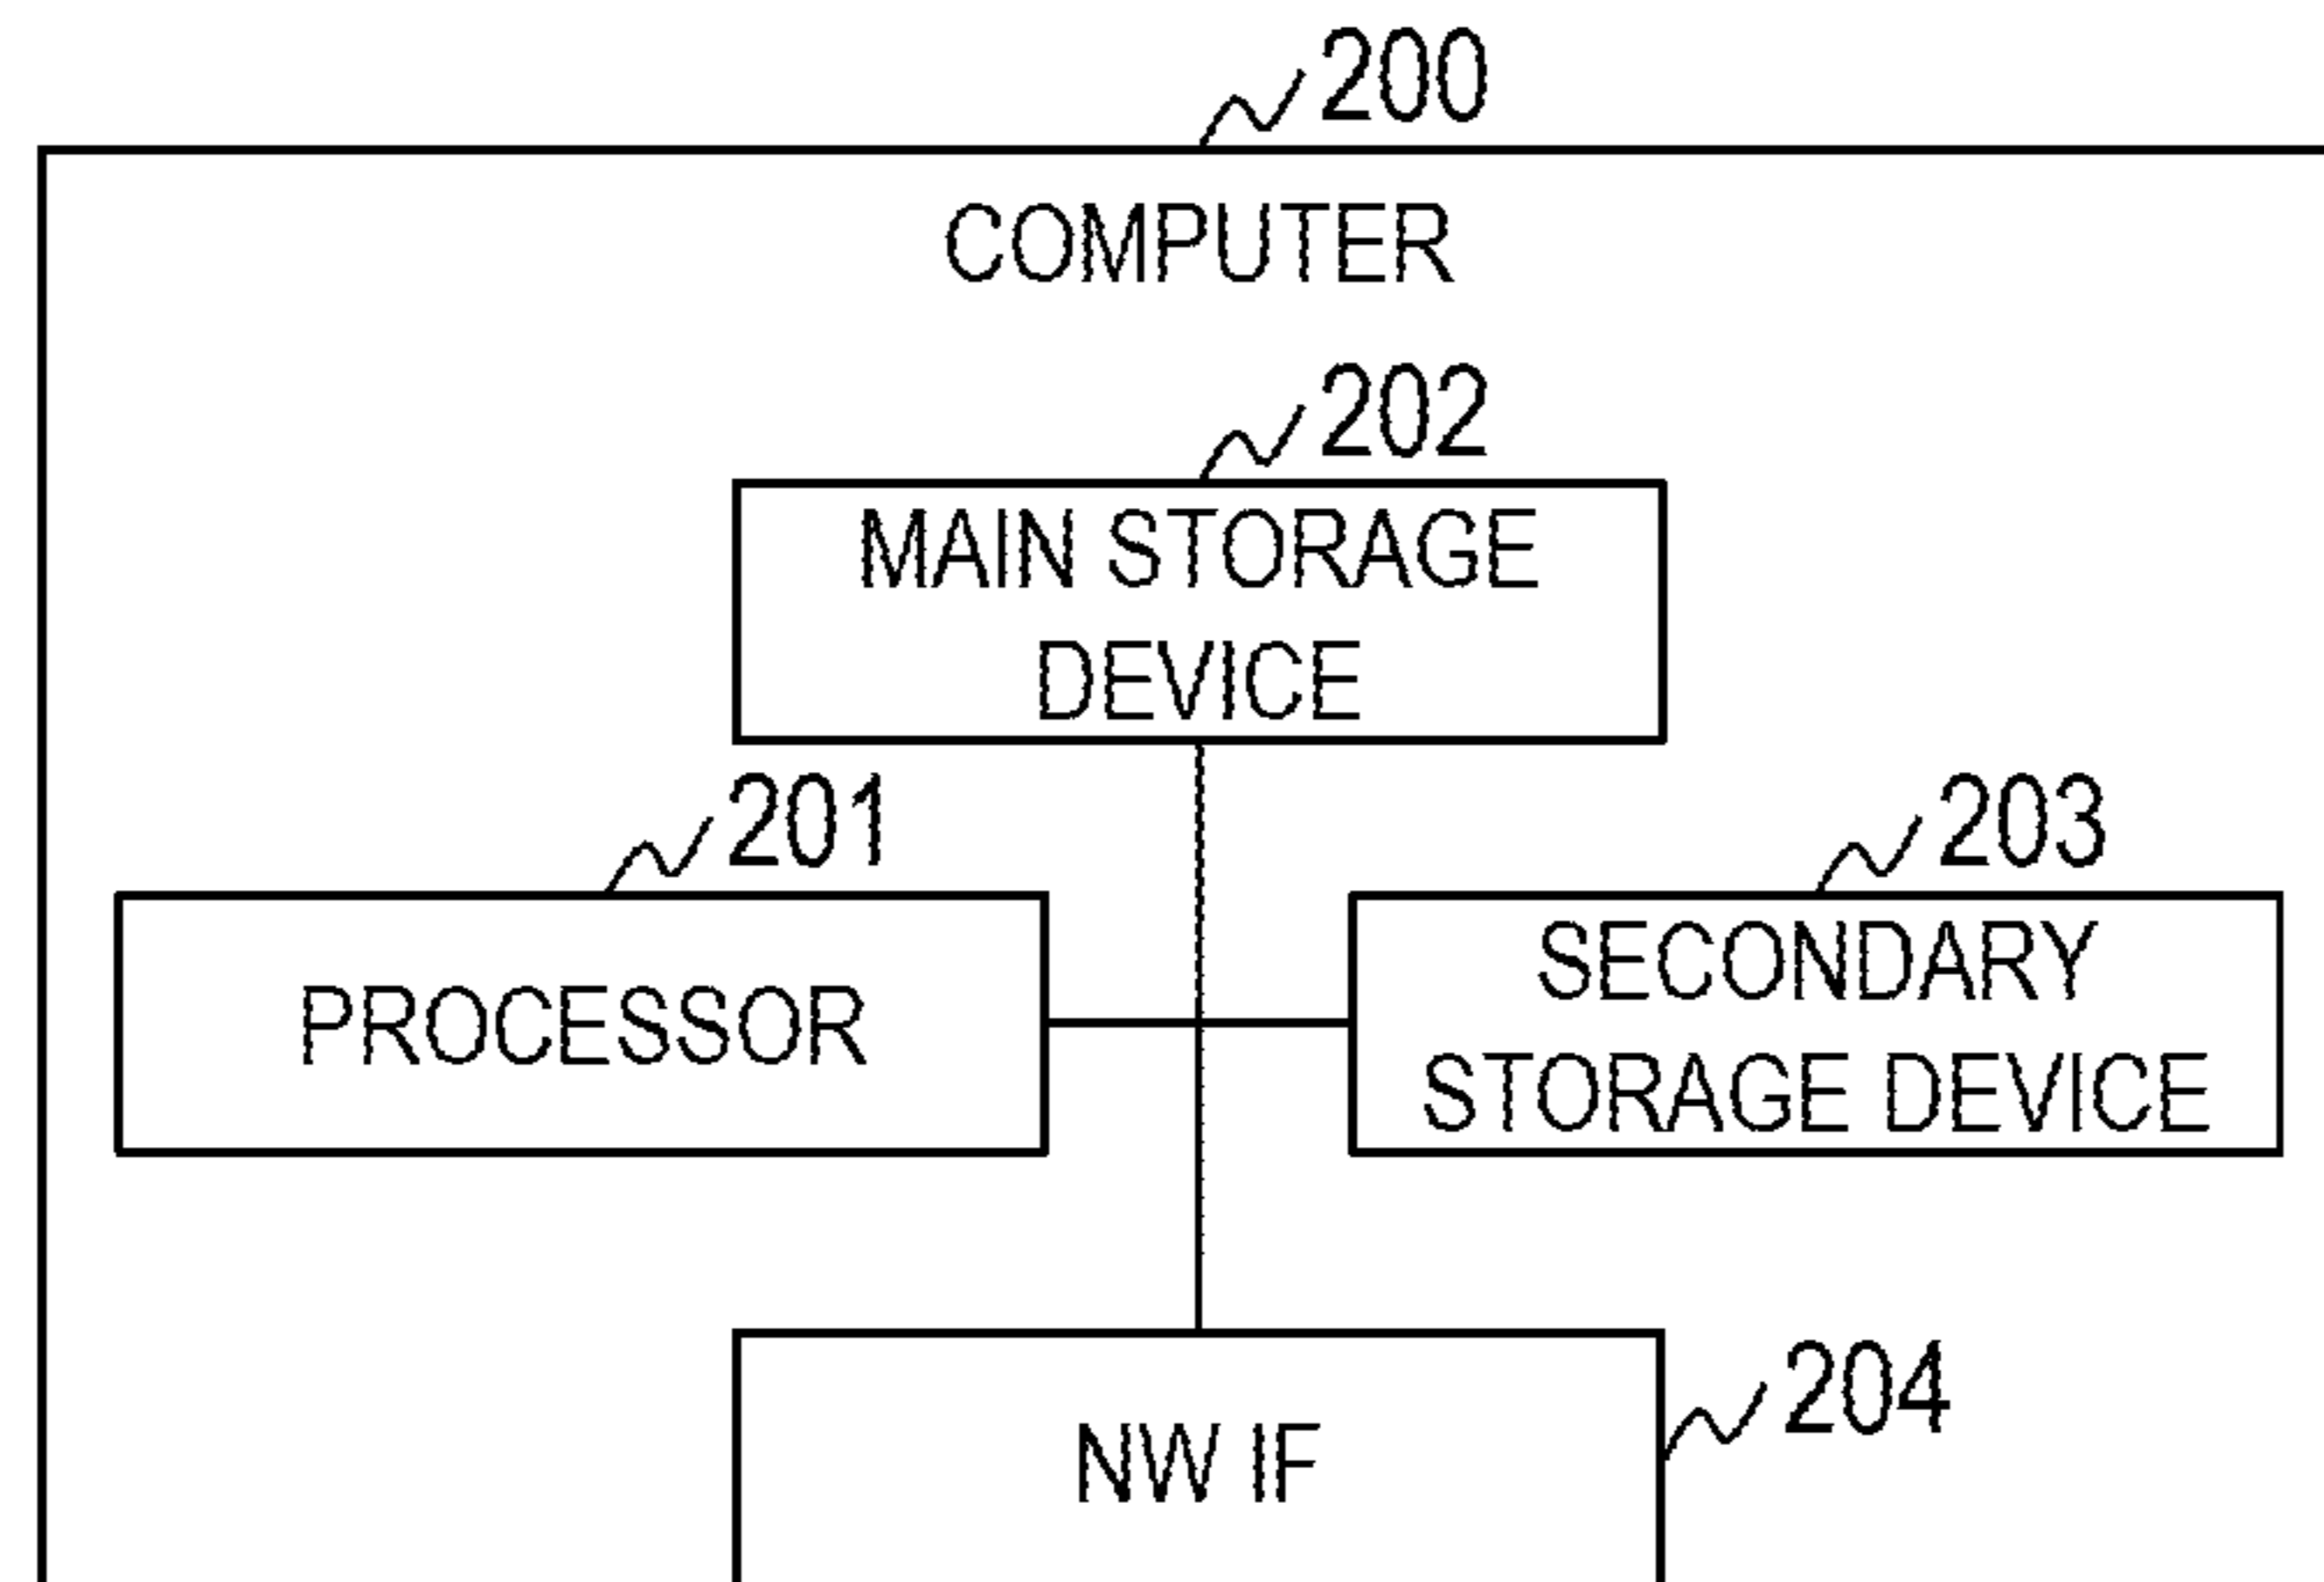 200
COMPUTER
202
MAIN STORAGE
DEVICE
201
203
PROCESSOR
SECONDARY
STORAGE DEVICE
204
NW IF